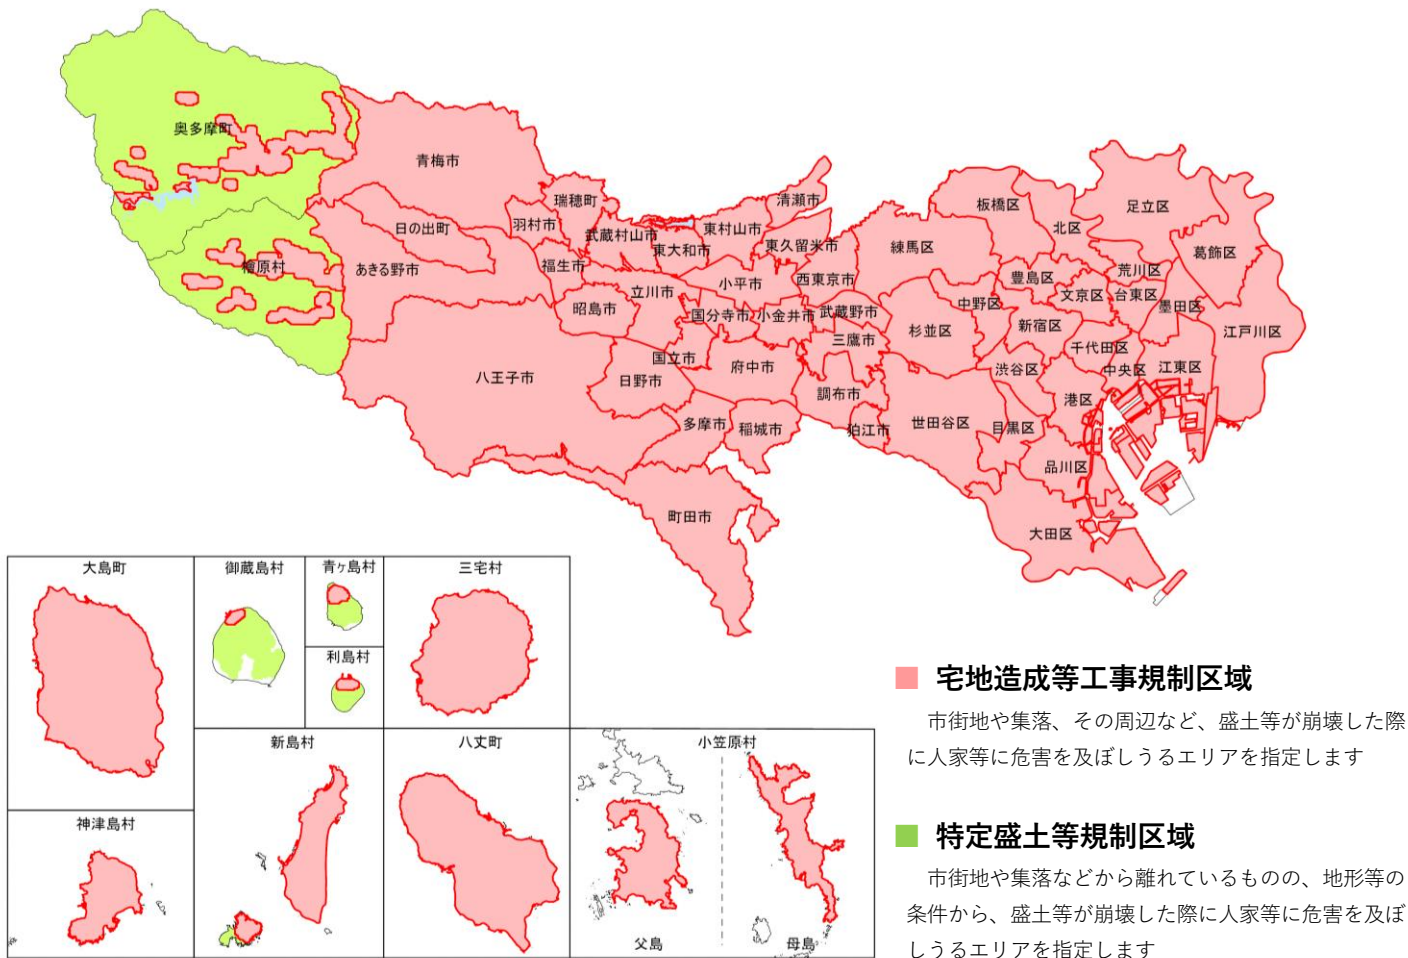 奥多摩町
檜原村
青梅市
日の出町
あきる野市
瑞穂町
羽村市
福生市
武蔵村山市
東大和市
東村山市
清瀬市
東久留米市
昭島市
立川市
小平市
西東京市
国分寺市
小金井市
武蔵野市
三鷹市
国立市
八王子市
日野市
府中市
調布市
多摩市
稲城市
狛江市
町田市
練馬区
板橋区
北区
足立区
葛飾区
豊島区
荒川区
文京区
台東区
墨田区
中野区
杉並区
新宿区
千代田区
江戸川区
渋谷区
中央区
江東区
港区
世田谷区
目黒区
品川区
大田区
大島町
御蔵島村
青ヶ島村
三宅村
利島村
新島村
八丈町
小笠原村
神津島村
父島
母島
宅地造成等工事規制区域
市街地や集落、その周辺など、盛土等が崩壊した際
に人家等に危害を及ぼしうるエリアを指定します
特定盛土等規制区域
市街地や集落などから離れているものの、地形等の
条件から、盛土等が崩壊した際に人家等に危害を及ぼ
しうるエリアを指定します